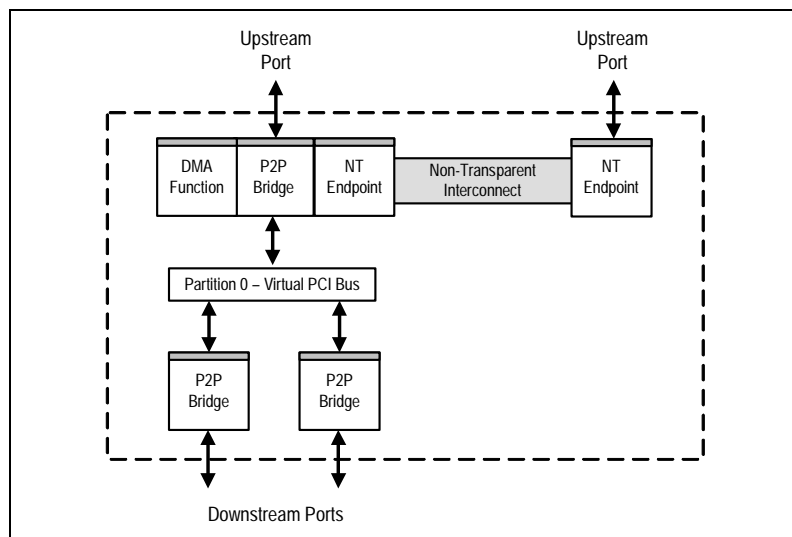 Upstream
Port
Upstream
Port
DMA
Function
P2P
Bridge
NT
Endpoint
Non-Transparent
Interconnect
NT
Endpoint
Partition 0 – Virtual PCI Bus
P2P
Bridge
P2P
Bridge
Downstream Ports